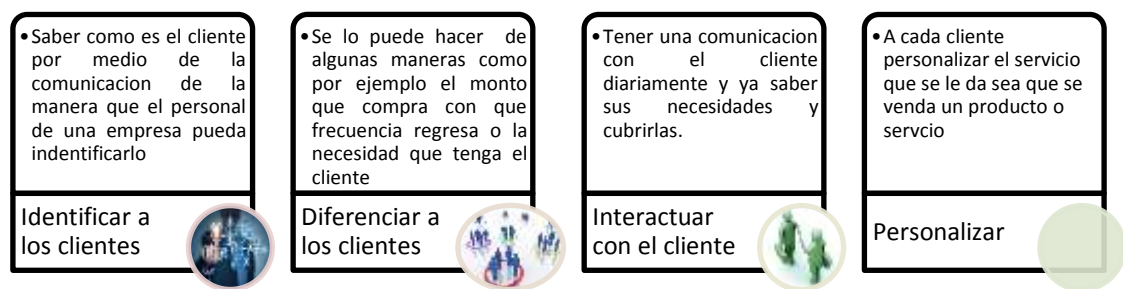 •Saber como es el cliente
por medio de la
comunicacion de la
manera que el personal
de una empresa pueda
indentificarlo
Identificar a
los clientes
•Se lo puede hacer de
algunas maneras como
por ejemplo el monto
que compra con que
frecuencia regresa o la
necesidad que tenga el
cliente
Diferenciar a
los clientes
•Tener una comunicacion
con el cliente
diariamente y ya saber
sus necesidades y
cubrirlas.
Interactuar
con el cliente
•A cada cliente
personalizar el servicio
que se le da sea que se
venda un producto o
servcio
Personalizar